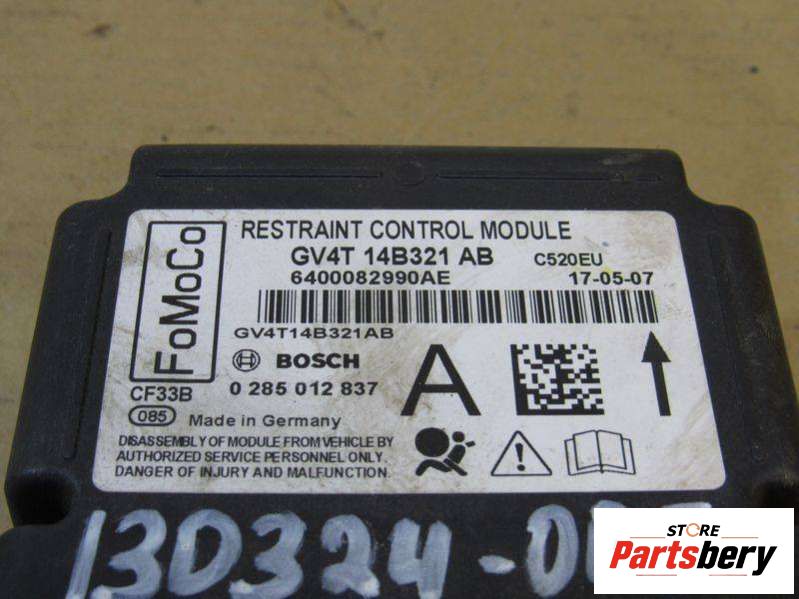 RESTRAINT CONTROL MODULE
GV4T 14B321 AB C520EU
6400082990AE 17-05-07
GV4T14B321AB
FoMoCo
BOSCH
A
CF33B 0 285 012 837
085 Made in Germany
DISASSEMBLY OF MODULE FROM VEHICLE BY
AUTHORIZED SERVICE PERSONNEL ONLY.
DANGER OF INJURY AND MALFUNCTION.
STORE
Partsbery